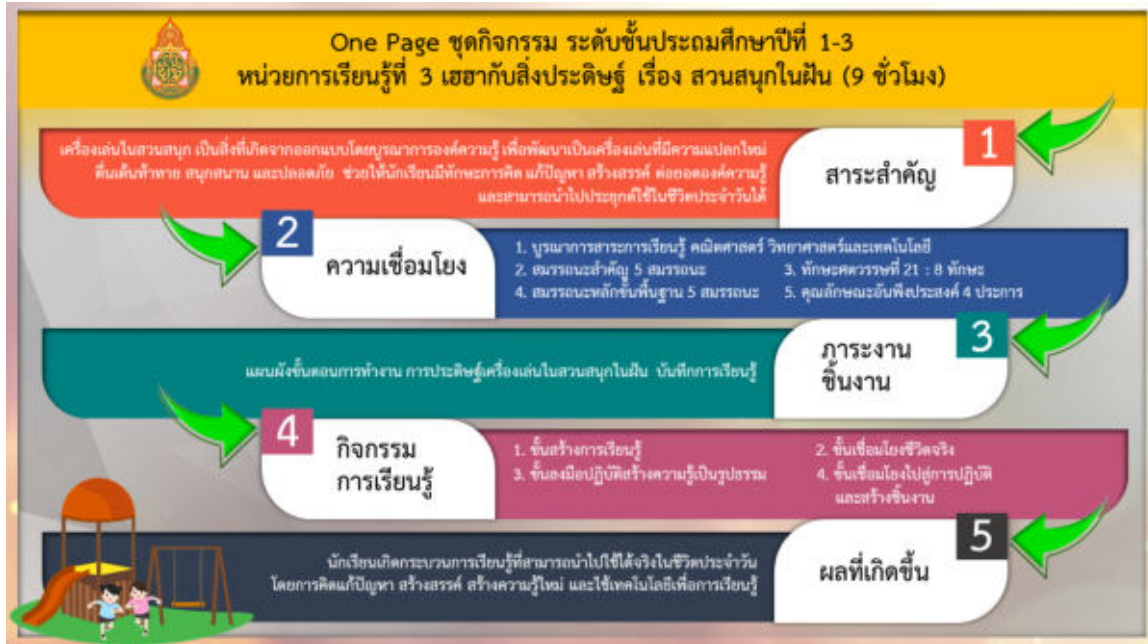 One Page ชุดกิจกรรม ระดับชั้นประถมศึกษาปีที่ 1-3
หน่วยการเรียนรู้ที่ 3 เฮฮากับสิ่งประดิษฐ์ เรื่อง สวนสนุกในฝัน (9 ชั่วโมง)
1
สาระสำคัญ
เครื่องเล่นในสวนสนุก เป็นสิ่งที่เกิดจากออกแบบโดยบูรณาการองค์ความรู้ เพื่อพัฒนาเป็นเครื่องเล่นที่มีความแปลกใหม่
ตื่นเต้นท้าทาย สนุกสนาน และปลอดภัย ช่วยให้นักเรียนมีทักษะการคิด แก้ปัญหา สร้างสรรค์ ต่อยอดองค์ความรู้
และสามารถนำไปประยุกต์ใช้ในชีวิตประจำวันได้
2
ความเชื่อมโยง
1. บูรณาการสาระการเรียนรู้ คณิตศาสตร์ วิทยาศาสตร์และเทคโนโลยี
2. สมรรถนะสำคัญ 5 สมรรถนะ 3. ทักษะศตวรรษที่ 21 : 8 ทักษะ
4. สมรรถนะหลักขั้นพื้นฐาน 5 สมรรถนะ 5. คุณลักษณะอันพึงประสงค์ 4 ประการ
3
ภาระงาน
ชิ้นงาน
แผนผังขั้นตอนการทำงาน การประดิษฐ์เครื่องเล่นในสวนสนุกในฝัน บันทึกการเรียนรู้
4
กิจกรรม
การเรียนรู้
1. ขั้นสร้างการเรียนรู้ 2. ขั้นเชื่อมโยงชีวิตจริง
3. ขั้นลงมือปฏิบัติสร้างความรู้เป็นรูปธรรม 4. ขั้นเชื่อมโยงไปสู่การปฏิบัติ
และสร้างชิ้นงาน
5
ผลที่เกิดขึ้น
นักเรียนเกิดกระบวนการเรียนรู้ที่สามารถนำไปใช้ได้จริงในชีวิตประจำวัน
โดยการคิดแก้ปัญหา สร้างสรรค์ สร้างความรู้ใหม่ และใช้เทคโนโลยีเพื่อการเรียนรู้